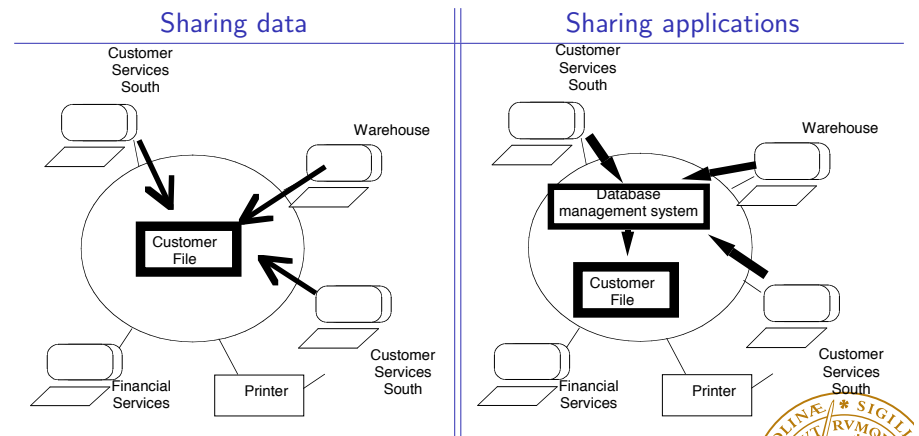 Sharing data
Customer
Services
South
Warehouse
Customer
File
Financial
Services
Printer
Customer
Services
South
Sharing applications
Customer
Services
South
Warehouse
Database
management system
Customer
File
Financial
Services
Printer
Customer
Services
South